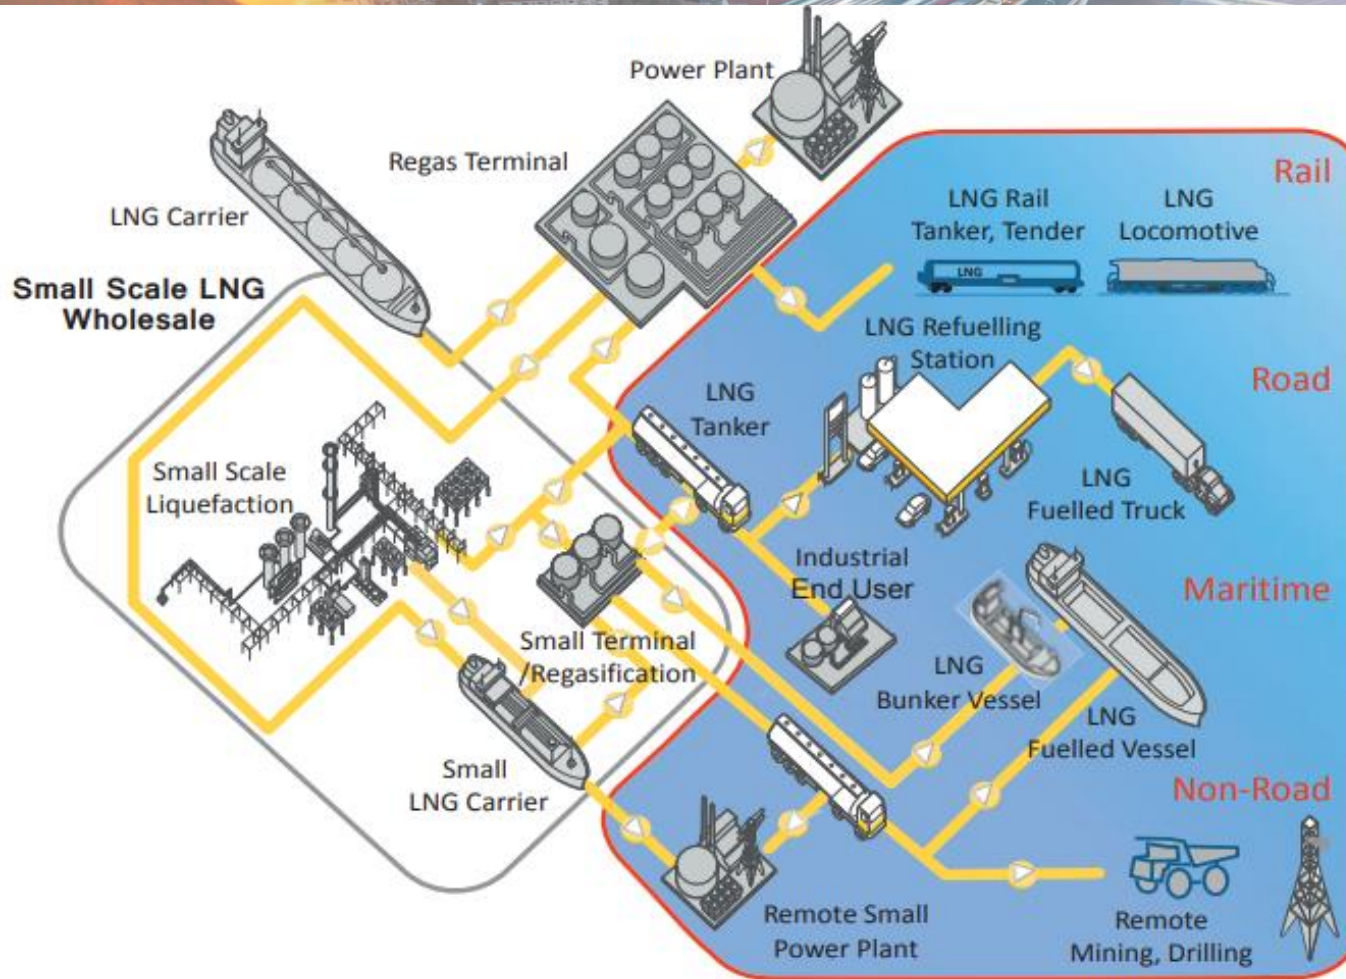 Power Plant
Regas Terminal
LNG Carrier
Small Scale LNG
Wholesale
Rail
LNG Rail
Tanker, Tender
LNG
Locomotive
LNG
LNG Refuelling
Station
Road
LNG
Tanker
LNG
Fuelled Truck
Small Scale
Liquefaction
Industrial
End User
Maritime
Small Terminal
/Regasification
LNG
Bunker Vessel
LNG
Fuelled Vessel
Small
LNG Carrier
Non-Road
Remote Small
Power Plant
Remote
Mining, Drilling